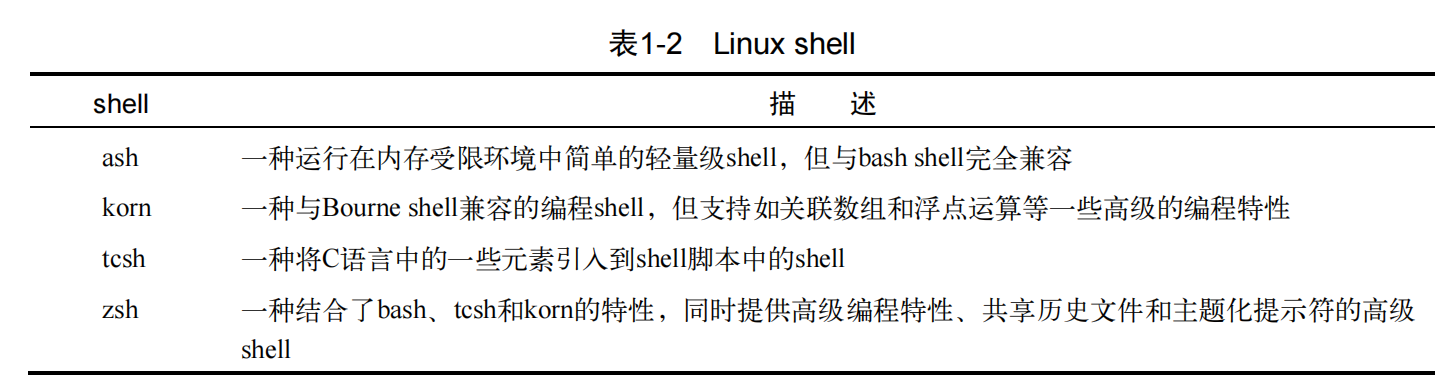 表1-2 Linux shell
shell 描 述
ash 一种运行在内存受限环境中简单的轻量级shell，但与bash shell完全兼容
korn 一种与Bourne shell兼容的编程shell，但支持如关联数组和浮点运算等一些高级的编程特性
tcsh 一种将C语言中的一些元素引入到shell脚本中的shell
zsh 一种结合了bash、tcsh和korn的特性，同时提供高级编程特性、共享历史文件和主题化提示符的高级
shell